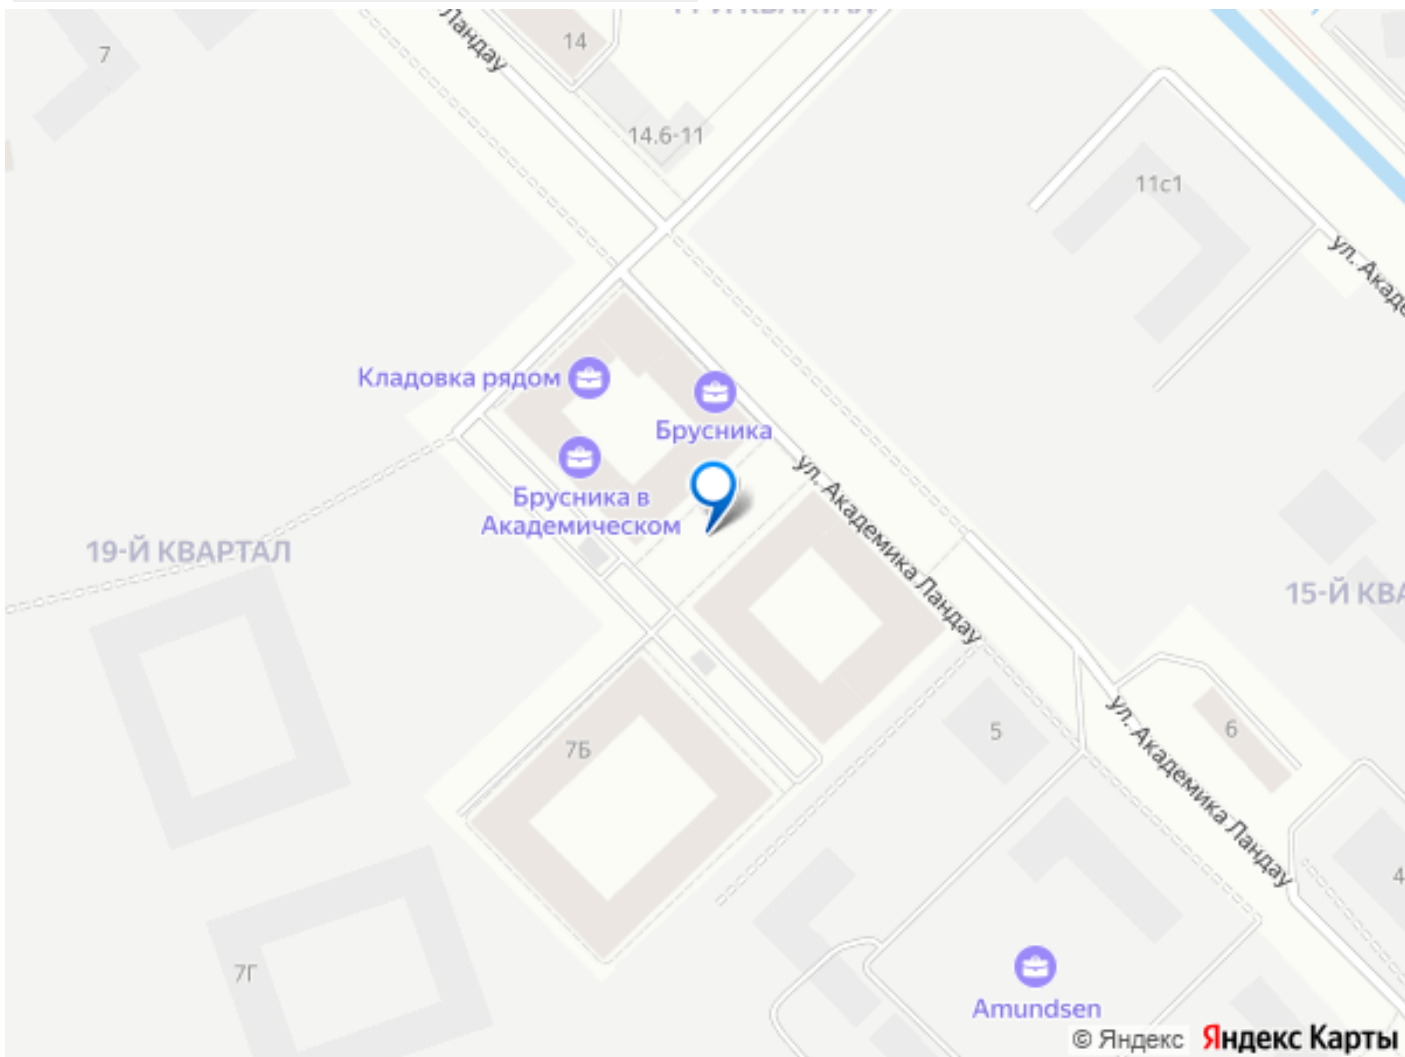 Ландау
14
7
14.6-11
11с1
ул. Акаде
Кладовка рядом
Брусника
Брусника в
Академическом
ул. Академика Ландау
19-Й КВАРТАЛ
15-Й КВА
5
6
7Б
ул. Академика Ландау
4
7Г
Amundsen
© Яндекс Яндекс Карты